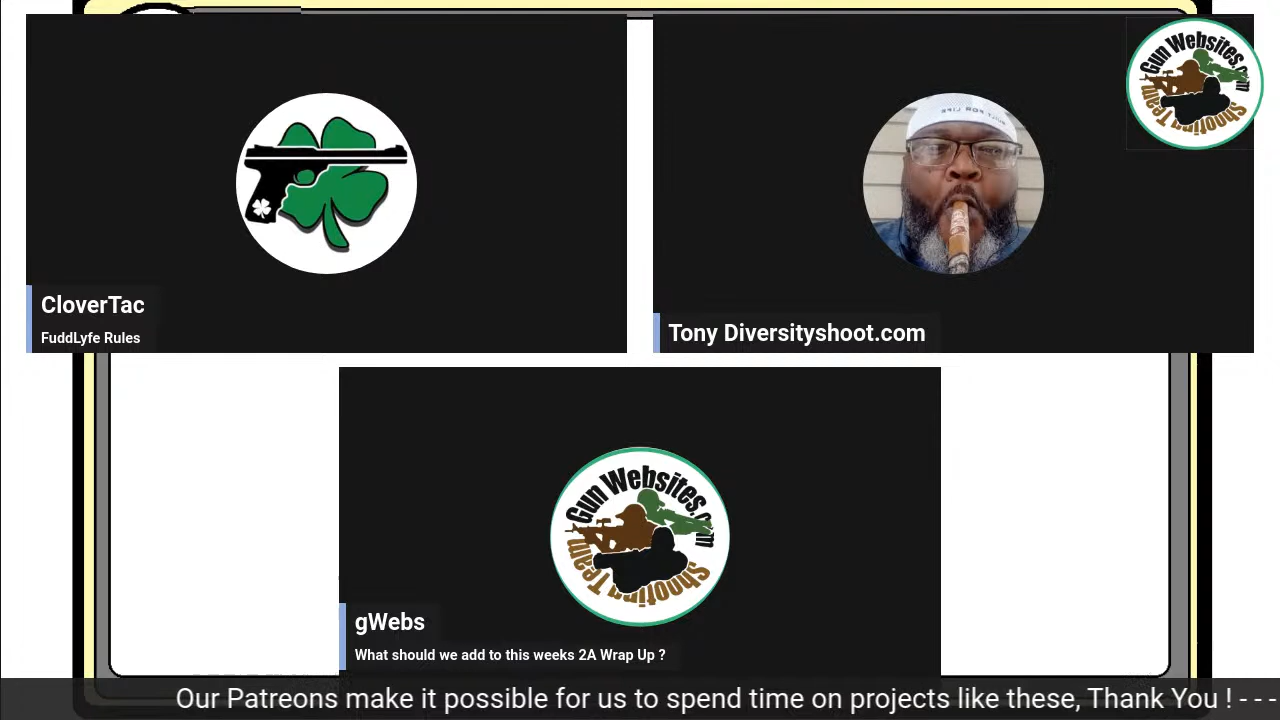 Gun Websites.com
Shooting Team
CloverTac
FuddLyfe Rules
Tony Diversityshoot.com
Gun Websites.com
Shooting Team
gWebs
What should we add to this weeks 2A Wrap Up ?
Our Patreons make it possible for us to spend time on projects like these, Thank You ! - - -